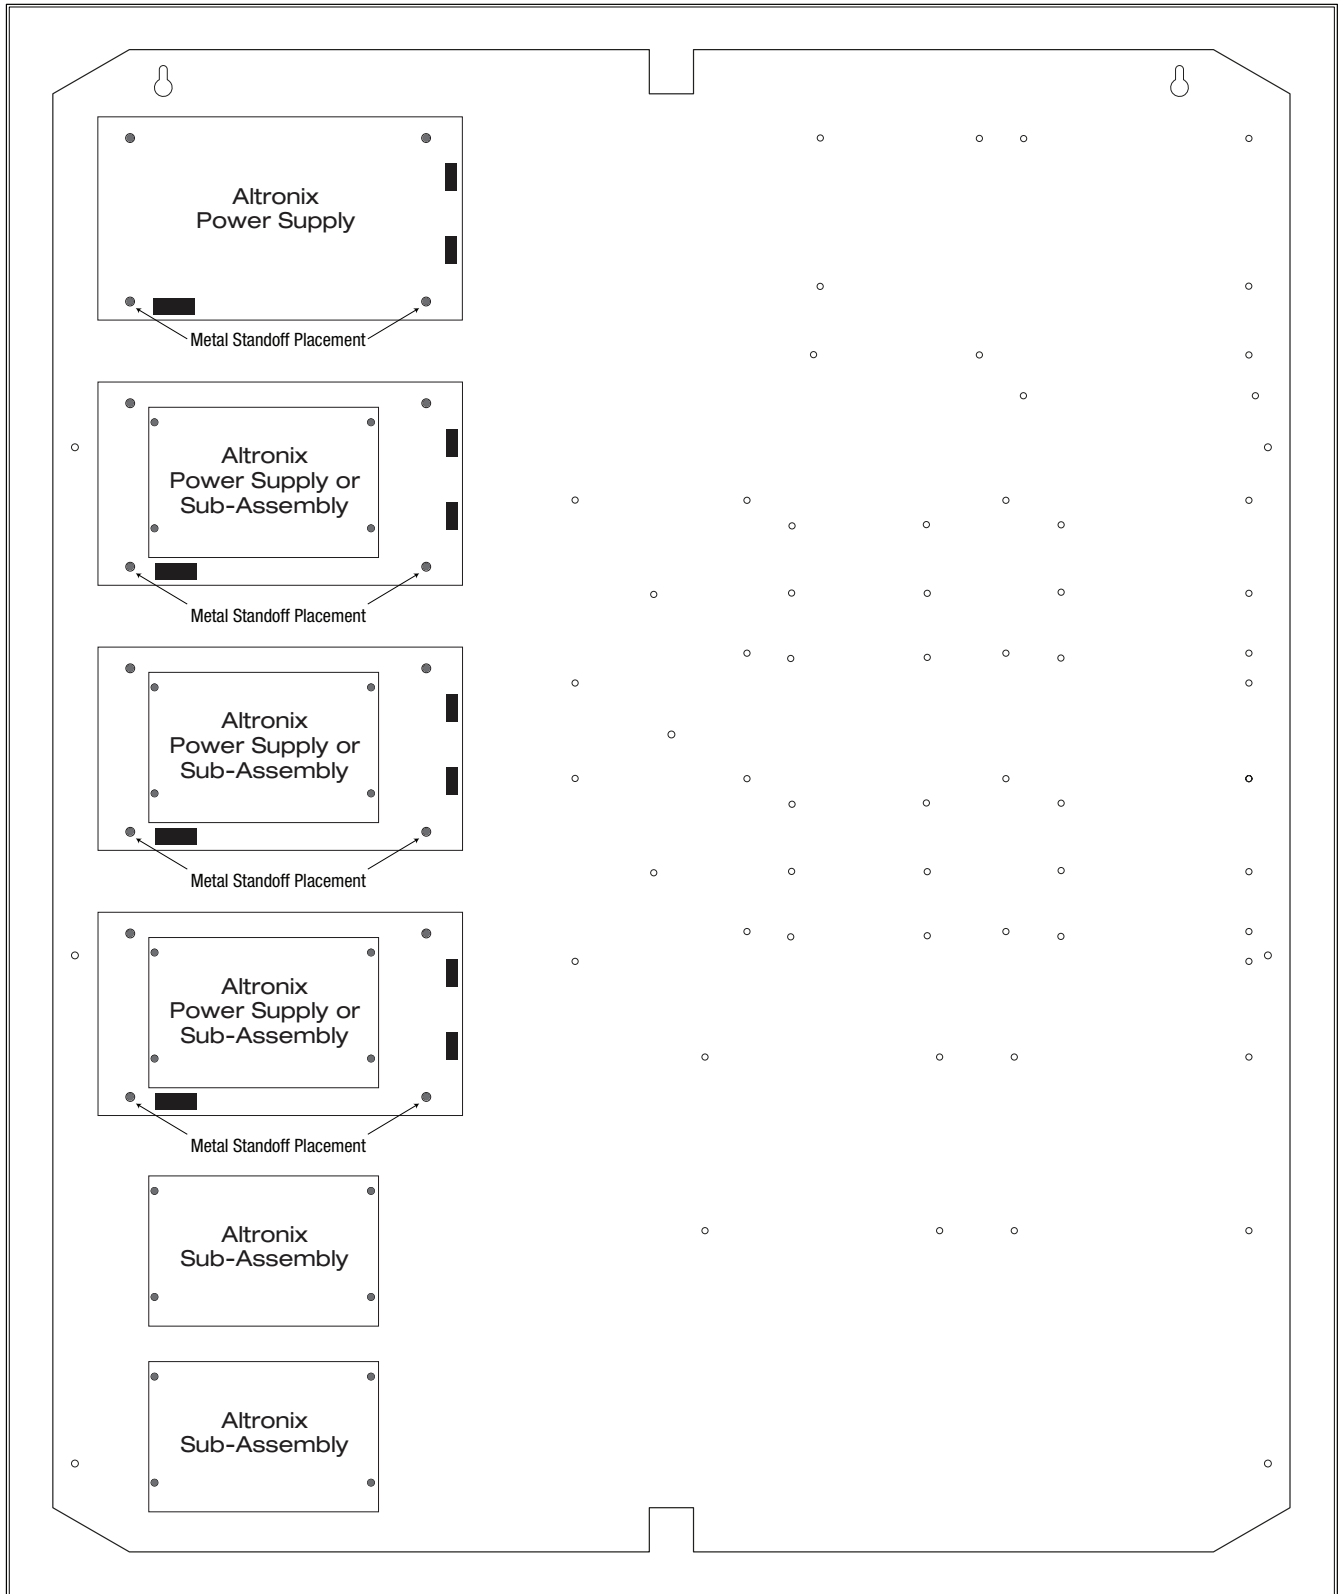 Altronix
Power Supply
Metal Standoff Placement
Altronix
Power Supply or
Sub-Assembly
Metal Standoff Placement
Altronix
Power Supply or
Sub-Assembly
Metal Standoff Placement
Altronix
Power Supply or
Sub-Assembly
Metal Standoff Placement
Altronix
Sub-Assembly
Altronix
Sub-Assembly